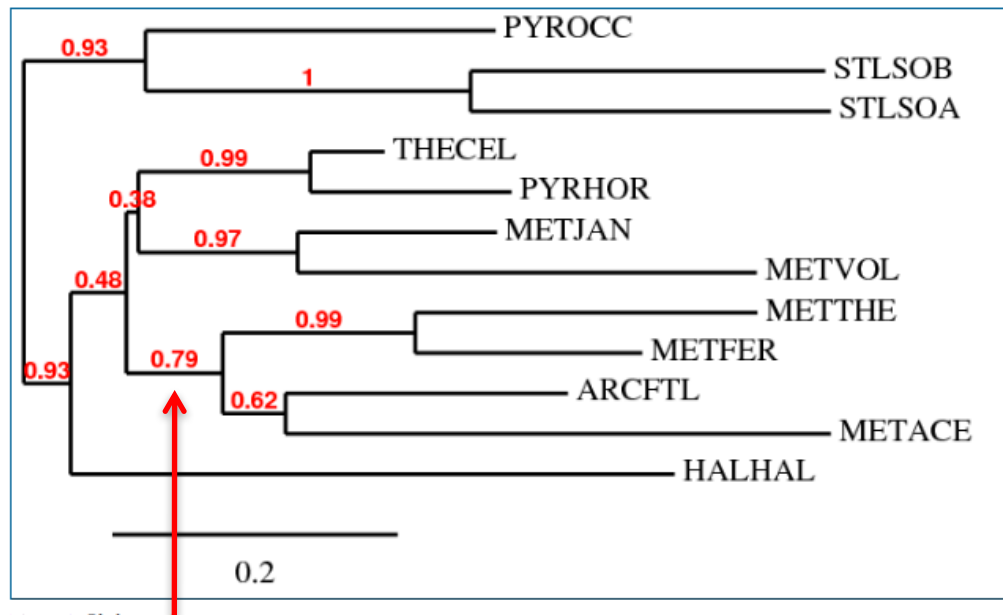 PYROCC
0.93
STLSOB
1
STLSOA
THECEL
0.99
PYRHOR
0.38
METJAN
0.97
METVOL
0.48
METTHE
0.99
METFER
0.79
0.93
ARCFTL
0.62
METACE
HALHAL
0.2